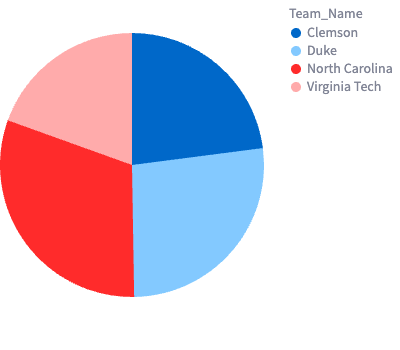 Team_Name
Clemson
Duke
North Carolina
Virginia Tech